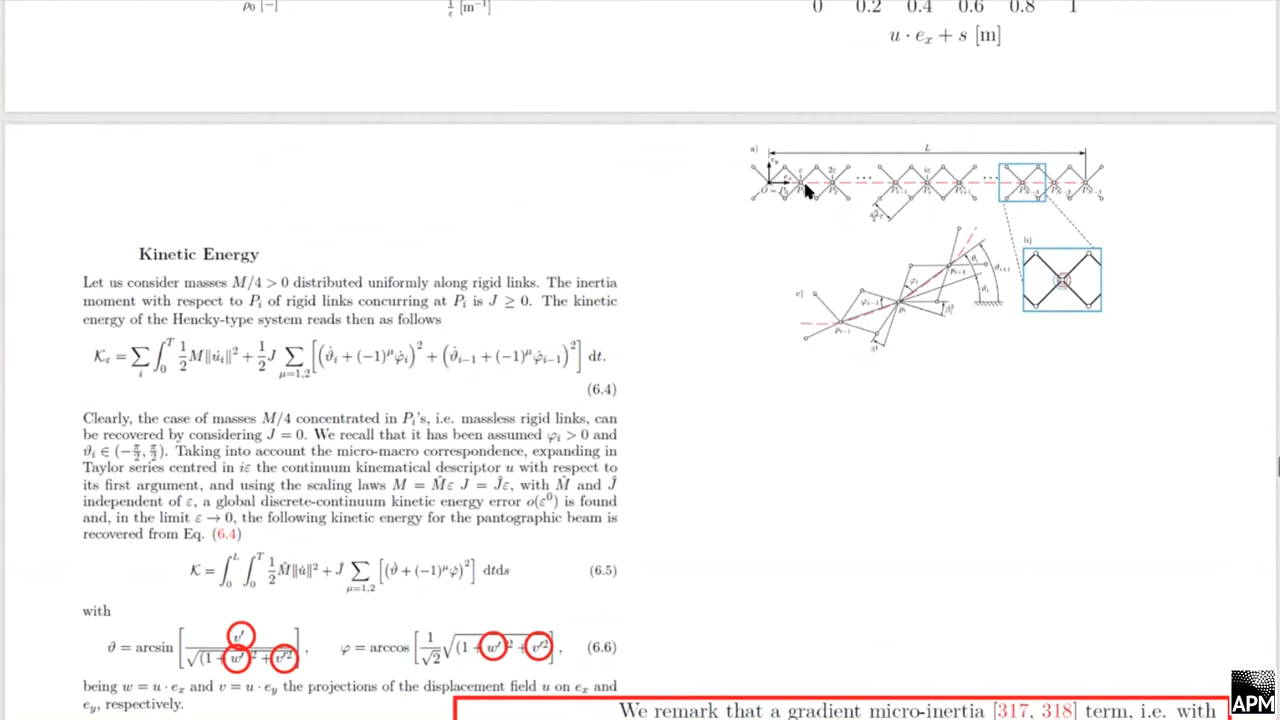 ρ₀ [−]
1/ε [m⁻¹]
0 0.2 0.4 0.6 0.8 1
u · eₓ + s [m]
a)
L
b)
c)
Kinetic Energy
Let us consider masses M/4 > 0 distributed uniformly along rigid links. The inertia
moment with respect to Pᵢ of rigid links concurring at Pᵢ is J ≥ 0. The kinetic
energy of the Hencky-type system reads then as follows
𝒦_ε = ∑_i ∫_0^T 1/2 M‖u̇ᵢ‖² + 1/2 J ∑_{μ=1,2} [(ϑ̇ᵢ + (−1)^μ φ̇ᵢ)² + (ϑ̇ᵢ₋₁ + (−1)^μ φ̇ᵢ₋₁)²] dt.
(6.4)
Clearly, the case of masses M/4 concentrated in Pᵢ's, i.e. massless rigid links, can
be recovered by considering J = 0. We recall that it has been assumed φᵢ > 0 and
ϑᵢ ∈ (−π/2, π/2). Taking into account the micro-macro correspondence, expanding in
Taylor series centred in iε the continuum kinematical descriptor u with respect to
its first argument, and using the scaling laws M = M̂ε J = Ĵε, with M̂ and Ĵ
independent of ε, a global discrete-continuum kinetic energy error o(ε⁰) is found
and, in the limit ε → 0, the following kinetic energy for the pantographic beam is
recovered from Eq. (6.4)
𝒦 = ∫_0^L ∫_0^T 1/2 M̂‖u̇‖² + Ĵ ∑_{μ=1,2} [(ϑ̇ + (−1)^μ φ̇)²] dtds (6.5)
with
ϑ = arcsin [v′ / √((1 + w′)² + v′²)], φ = arccos [1/√2 √((1 + w′)² + v′²)], (6.6)
being w = u · eₓ and v = u · e_y the projections of the displacement field u on eₓ and
e_y, respectively.
We remark that a gradient micro-inertia [317, 318] term, i.e. with
APM